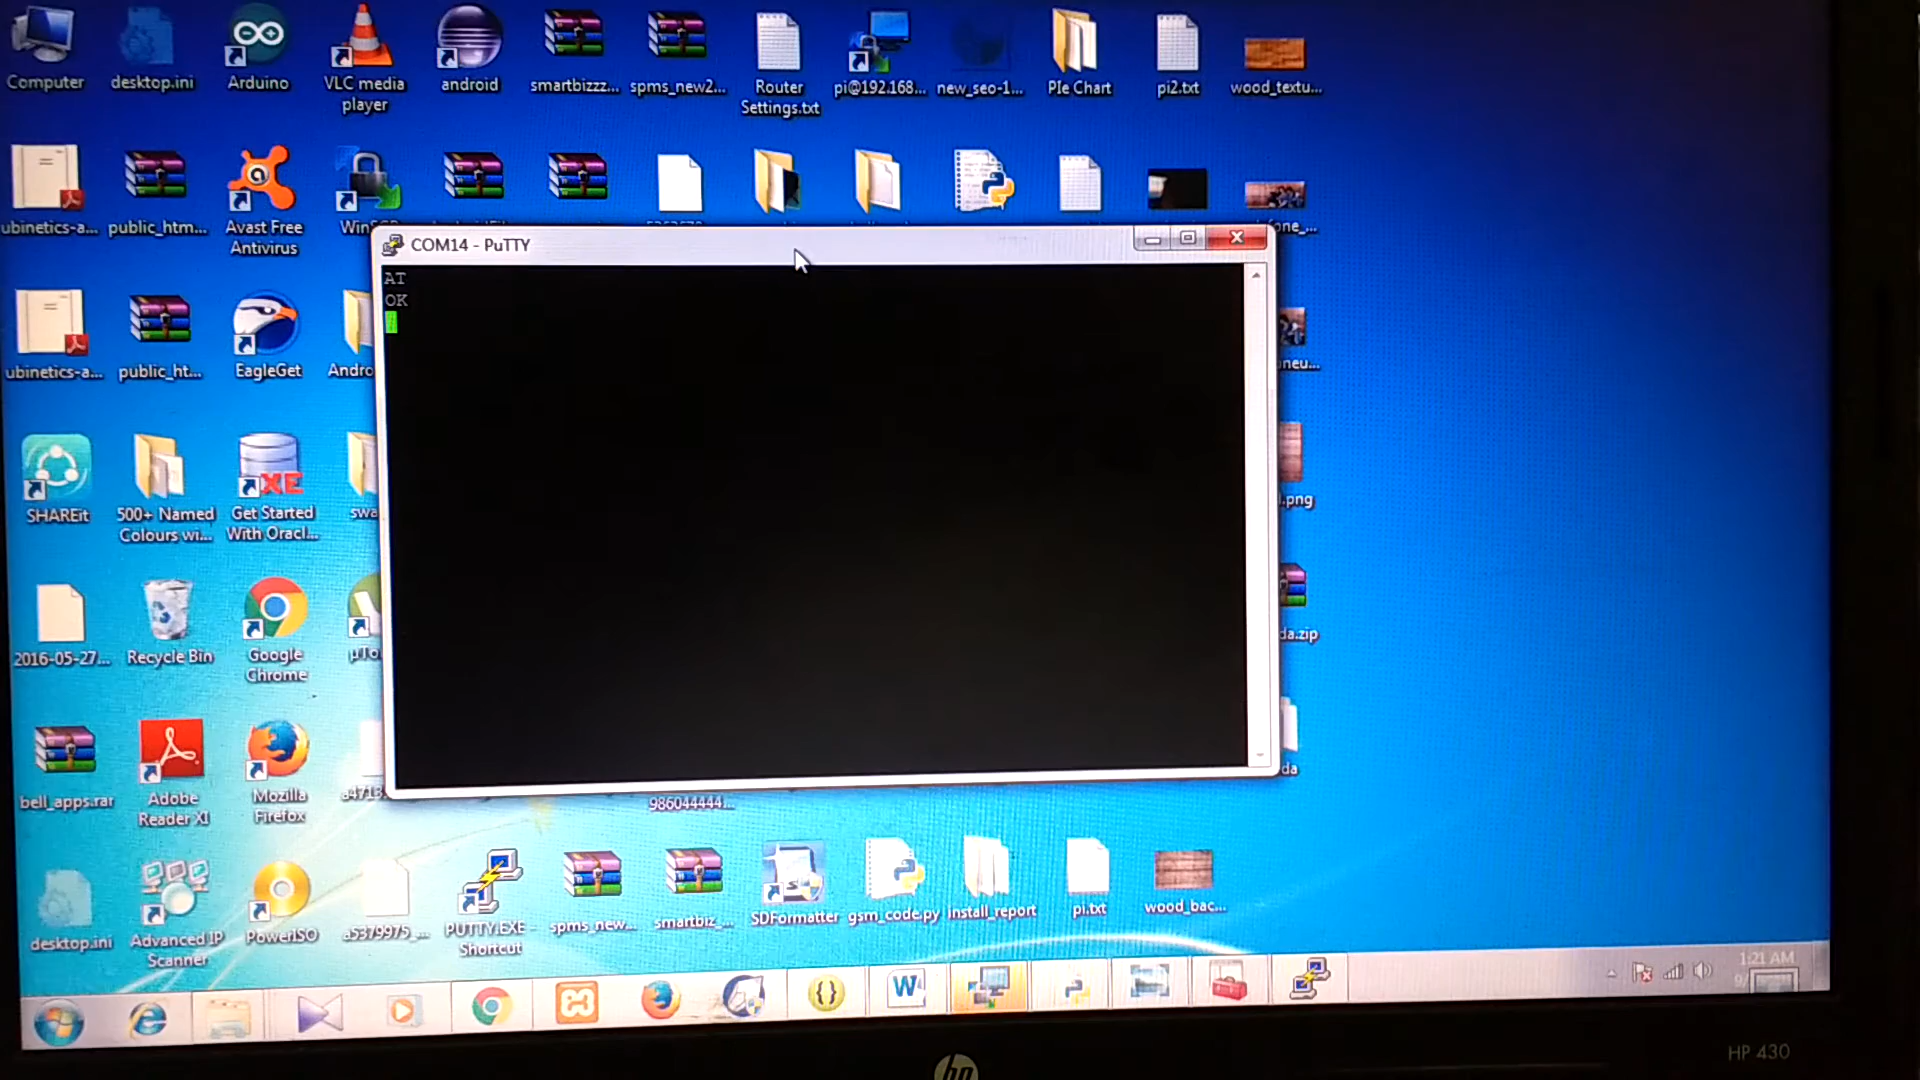 Computer
desktop.ini
Arduino
VLC media
player
android
smartbizzz...
spms_new2...
Router
Settings.txt
pi@192.168...
new_seo-1...
PIe Chart
pi2.txt
wood_textu...
ubinetics-a...
public_htm...
Avast Free
Antivirus
COM14 - PuTTY
AT
OK
ubinetics-a...
public_ht...
EagleGet
Andro
SHAREit
500+ Named
Colours wi...
XE
Get Started
With Oracl...
swa
.png
2016-05-27...
Recycle Bin
Google
Chrome
µTo
da.zip
bell_apps.rar
Adobe
Reader XI
Mozilla
Firefox
a4713
986044444...
da
desktop.ini
Advanced IP
Scanner
PowerISO
a5379975_...
PUTTY.EXE -
Shortcut
spms_new...
smartbiz_...
SDFormatter
gsm_code.py
install_report
pi.txt
wood_bac...
1:21 AM
hp
HP 430